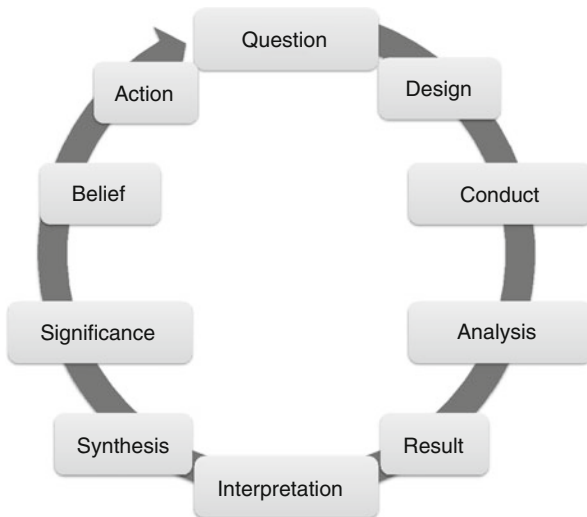 Question
Design
Conduct
Analysis
Result
Interpretation
Synthesis
Significance
Belief
Action